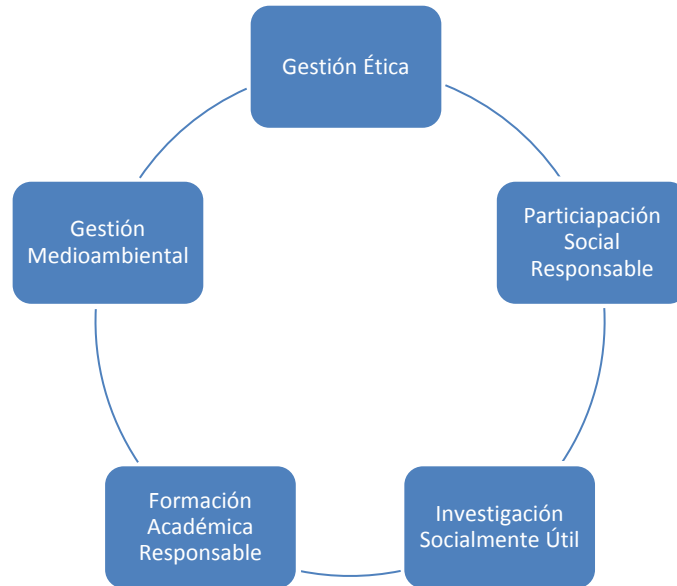 Gestión Ética
Particiapación
Social
Responsable
Investigación
Socialmente Útil
Formación
Académica
Responsable
Gestión
Medioambiental